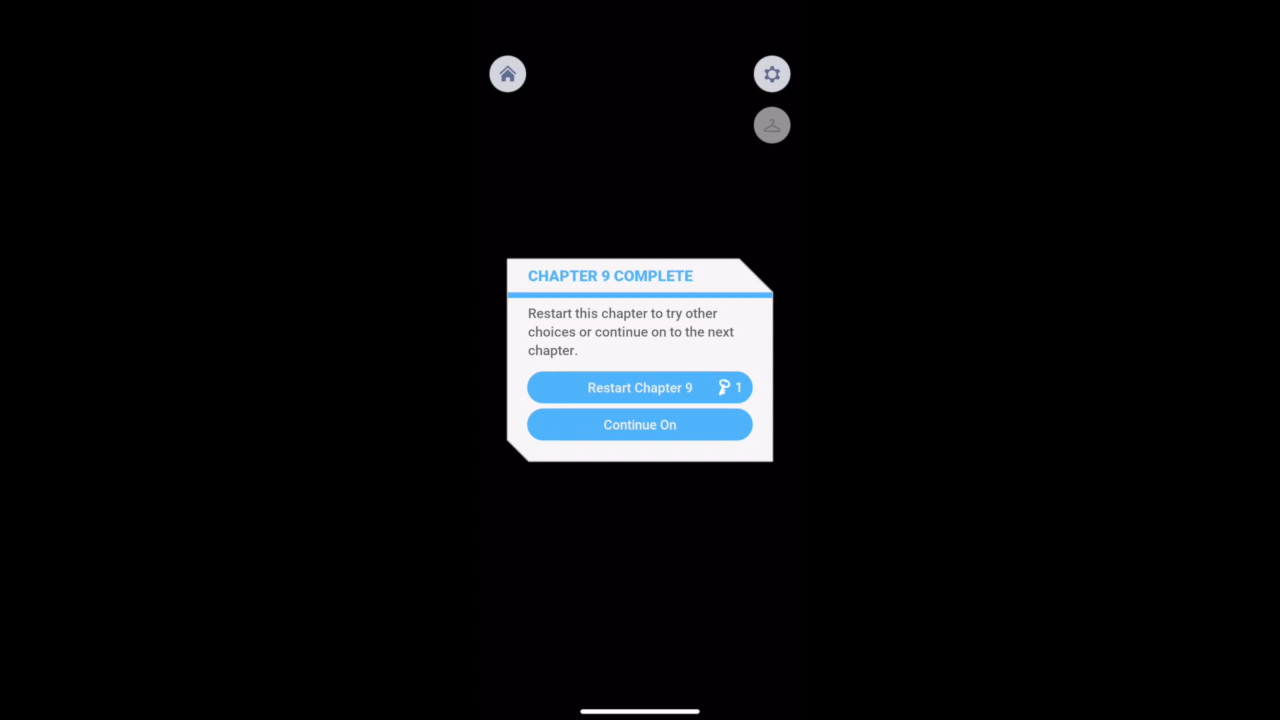 CHAPTER 9 COMPLETE
Restart this chapter to try other
choices or continue on to the next
chapter.
Restart Chapter 9 1
Continue On